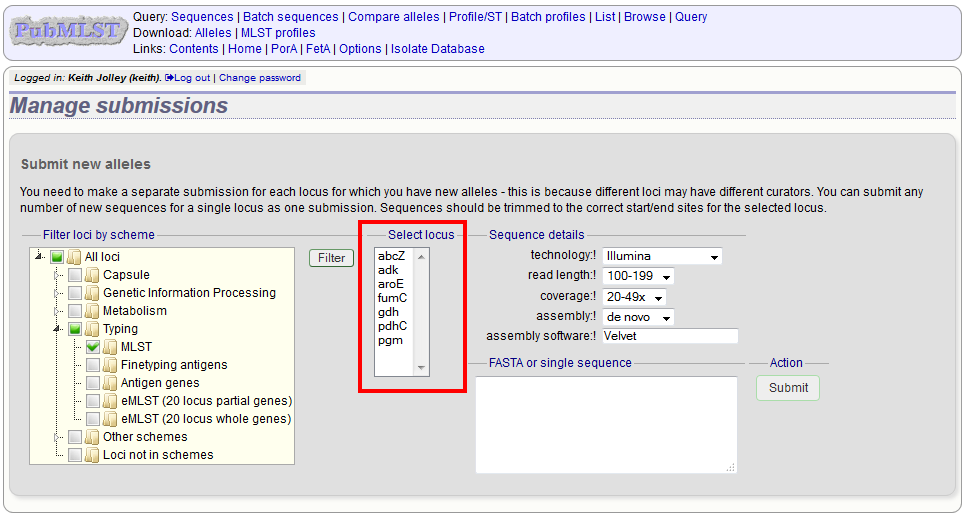 PubMLST
Query: Sequences | Batch sequences | Compare alleles | Profile/ST | Batch profiles | List | Browse | Query
Download: Alleles | MLST profiles
Links: Contents | Home | PorA | FetA | Options | Isolate Database
Logged in: Keith Jolley (keith). Log out | Change password
Manage submissions
Submit new alleles
You need to make a separate submission for each locus for which you have new alleles - this is because different loci may have different curators. You can submit any
number of new sequences for a single locus as one submission. Sequences should be trimmed to the correct start/end sites for the selected locus.
Filter loci by scheme
All loci
Capsule
Genetic Information Processing
Metabolism
Typing
MLST
Finetyping antigens
Antigen genes
eMLST (20 locus partial genes)
eMLST (20 locus whole genes)
Other schemes
Loci not in schemes
Filter
Select locus
abcZ
adk
aroE
fumC
gdh
pdhC
pgm
Sequence details
technology:! Illumina
read length:! 100-199
coverage:! 20-49x
assembly:! de novo
assembly software:! Velvet
FASTA or single sequence
Action
Submit